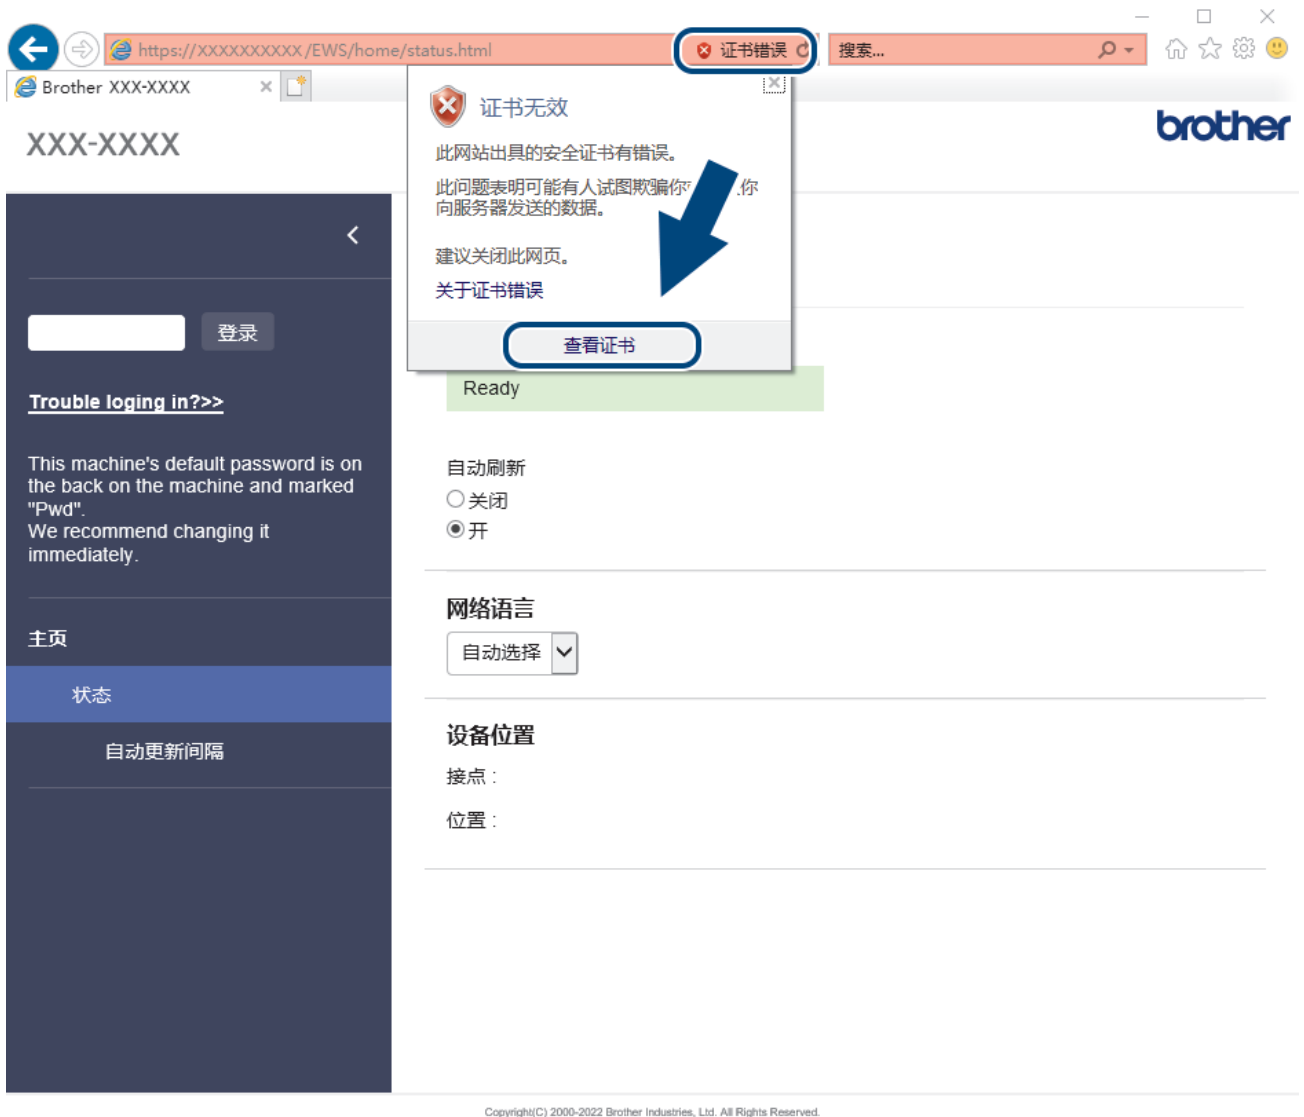 https://XXXXXXXXXX/EWS/home/status.html
证书错误
搜索...
Brother XXX-XXXX
证书无效
XXX-XXXX
brother
此网站出具的安全证书有错误。
此问题表明可能有人试图欺骗你 你
向服务器发送的数据。
建议关闭此网页。
关于证书错误
查看证书
登录
Ready
Trouble loging in?>>
This machine's default password is on
the back on the machine and marked
"Pwd".
We recommend changing it
immediately.
自动刷新
关闭
开
网络语言
自动选择
主页
状态
自动更新间隔
设备位置
接点 :
位置 :
Copyright(C) 2000-2022 Brother Industries, Ltd. All Rights Reserved.